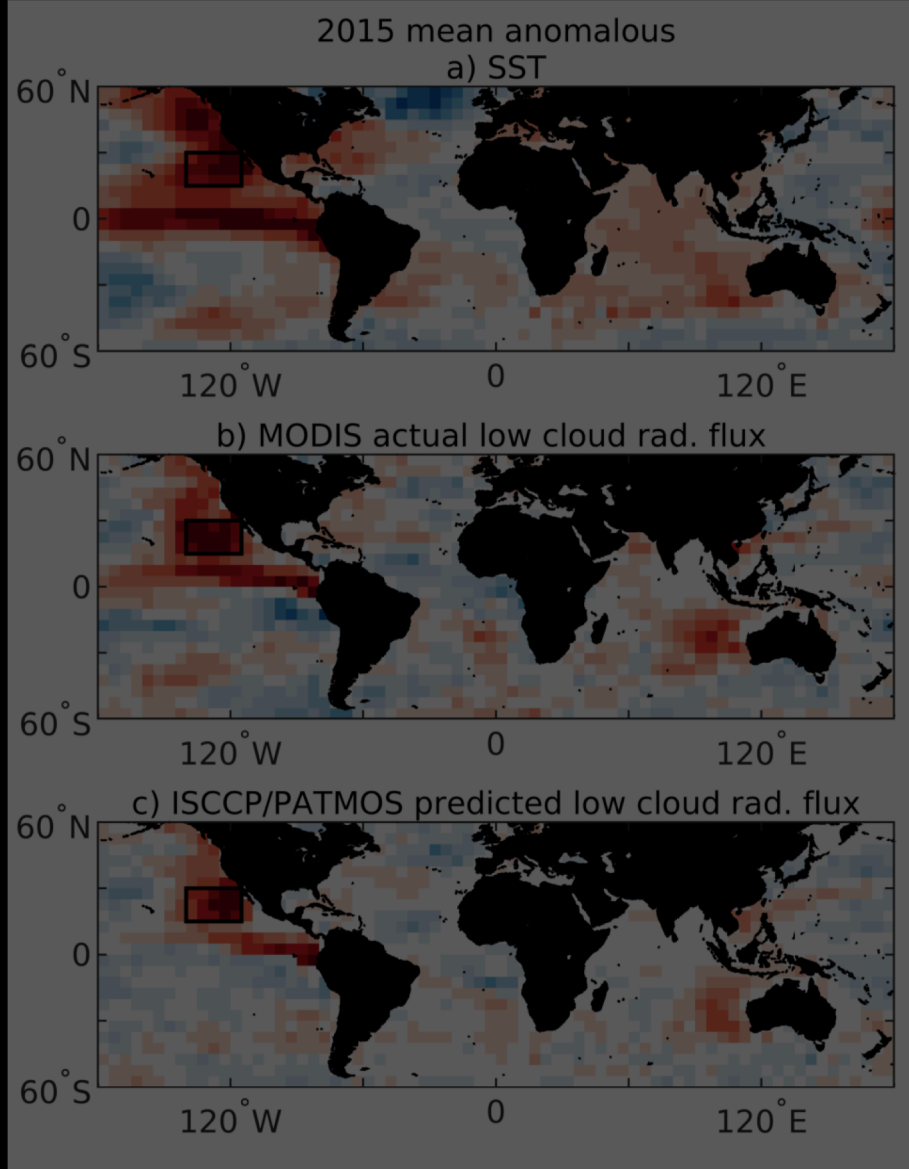 2015 mean anomalous
a) SST
60°N
0
60°S
120°W
0
120°E
b) MODIS actual low cloud rad. flux
60°N
0
60°S
120°W
0
120°E
c) ISCCP/PATMOS predicted low cloud rad. flux
60°N
0
60°S
120°W
0
120°E